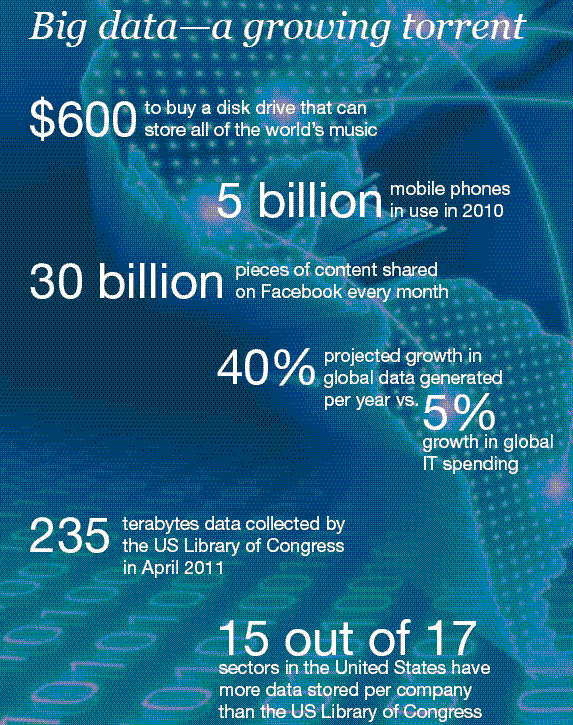 Big data—a growing torrent
$600 to buy a disk drive that can
store all of the world's music
5 billion mobile phones
in use in 2010
30 billion pieces of content shared
on Facebook every month
40% projected growth in
global data generated
per year vs. 5%
growth in global
IT spending
235 terabytes data collected by
the US Library of Congress
in April 2011
15 out of 17
sectors in the United States have
more data stored per company
than the US Library of Congress